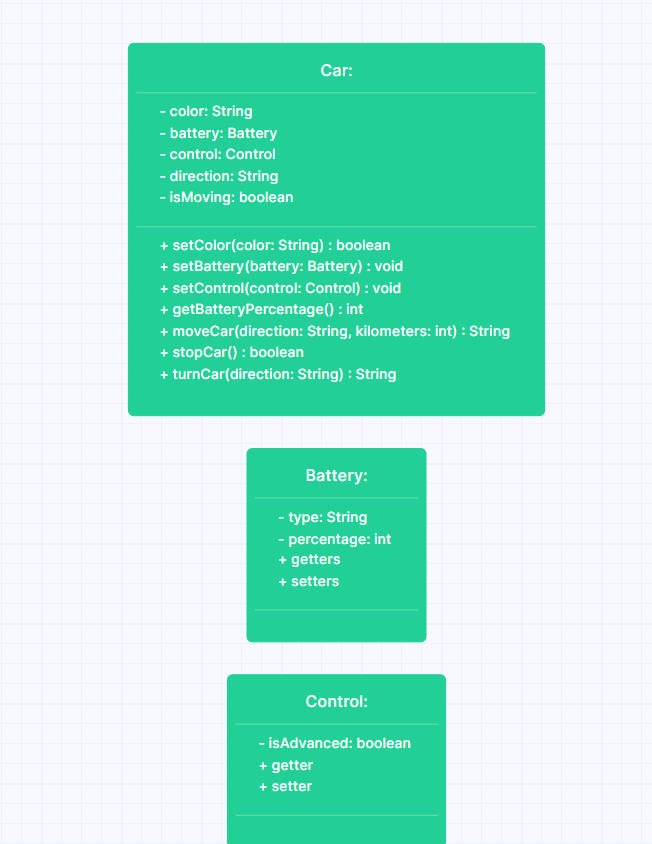 Car:
- color: String
- battery: Battery
- control: Control
- direction: String
- isMoving: boolean
+ setColor(color: String) : boolean
+ setBattery(battery: Battery) : void
+ setControl(control: Control) : void
+ getBatteryPercentage() : int
+ moveCar(direction: String, kilometers: int) : String
+ stopCar() : boolean
+ turnCar(direction: String) : String
Battery:
- type: String
- percentage: int
+ getters
+ setters
Control:
- isAdvanced: boolean
+ getter
+ setter